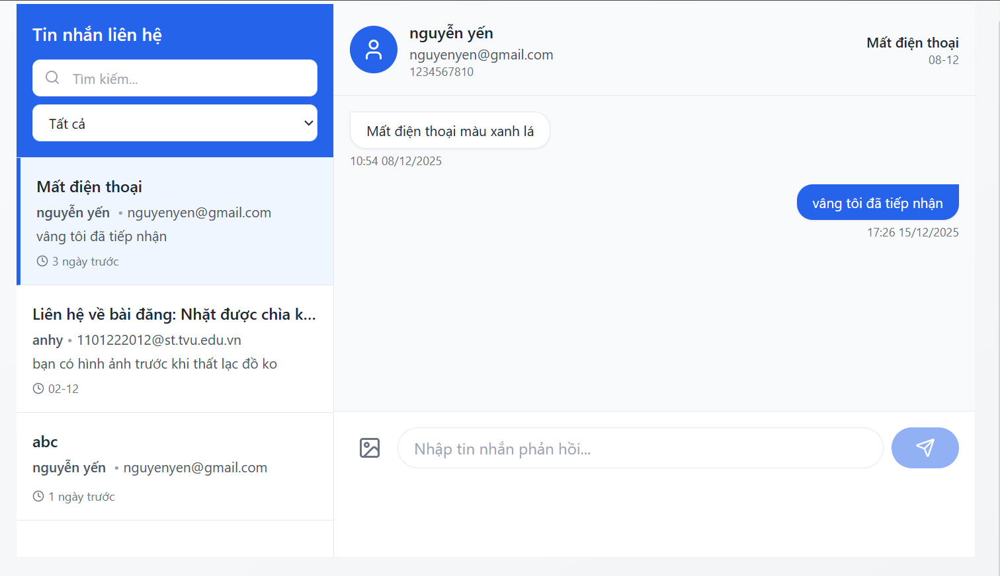 Tin nhắn liên hệ
Tìm kiếm...
Tất cả
Mất điện thoại
nguyễn yến • nguyenyen@gmail.com
vâng tôi đã tiếp nhận
3 ngày trước
Liên hệ về bài đăng: Nhặt được chìa k...
anhy • 1101222012@st.tvu.edu.vn
bạn có hình ảnh trước khi thất lạc đồ ko
02-12
abc
nguyễn yến • nguyenyen@gmail.com
1 ngày trước
nguyễn yến
nguyenyen@gmail.com
1234567810
Mất điện thoại
08-12
Mất điện thoại màu xanh lá
10:54 08/12/2025
vâng tôi đã tiếp nhận
17:26 15/12/2025
Nhập tin nhắn phản hồi...